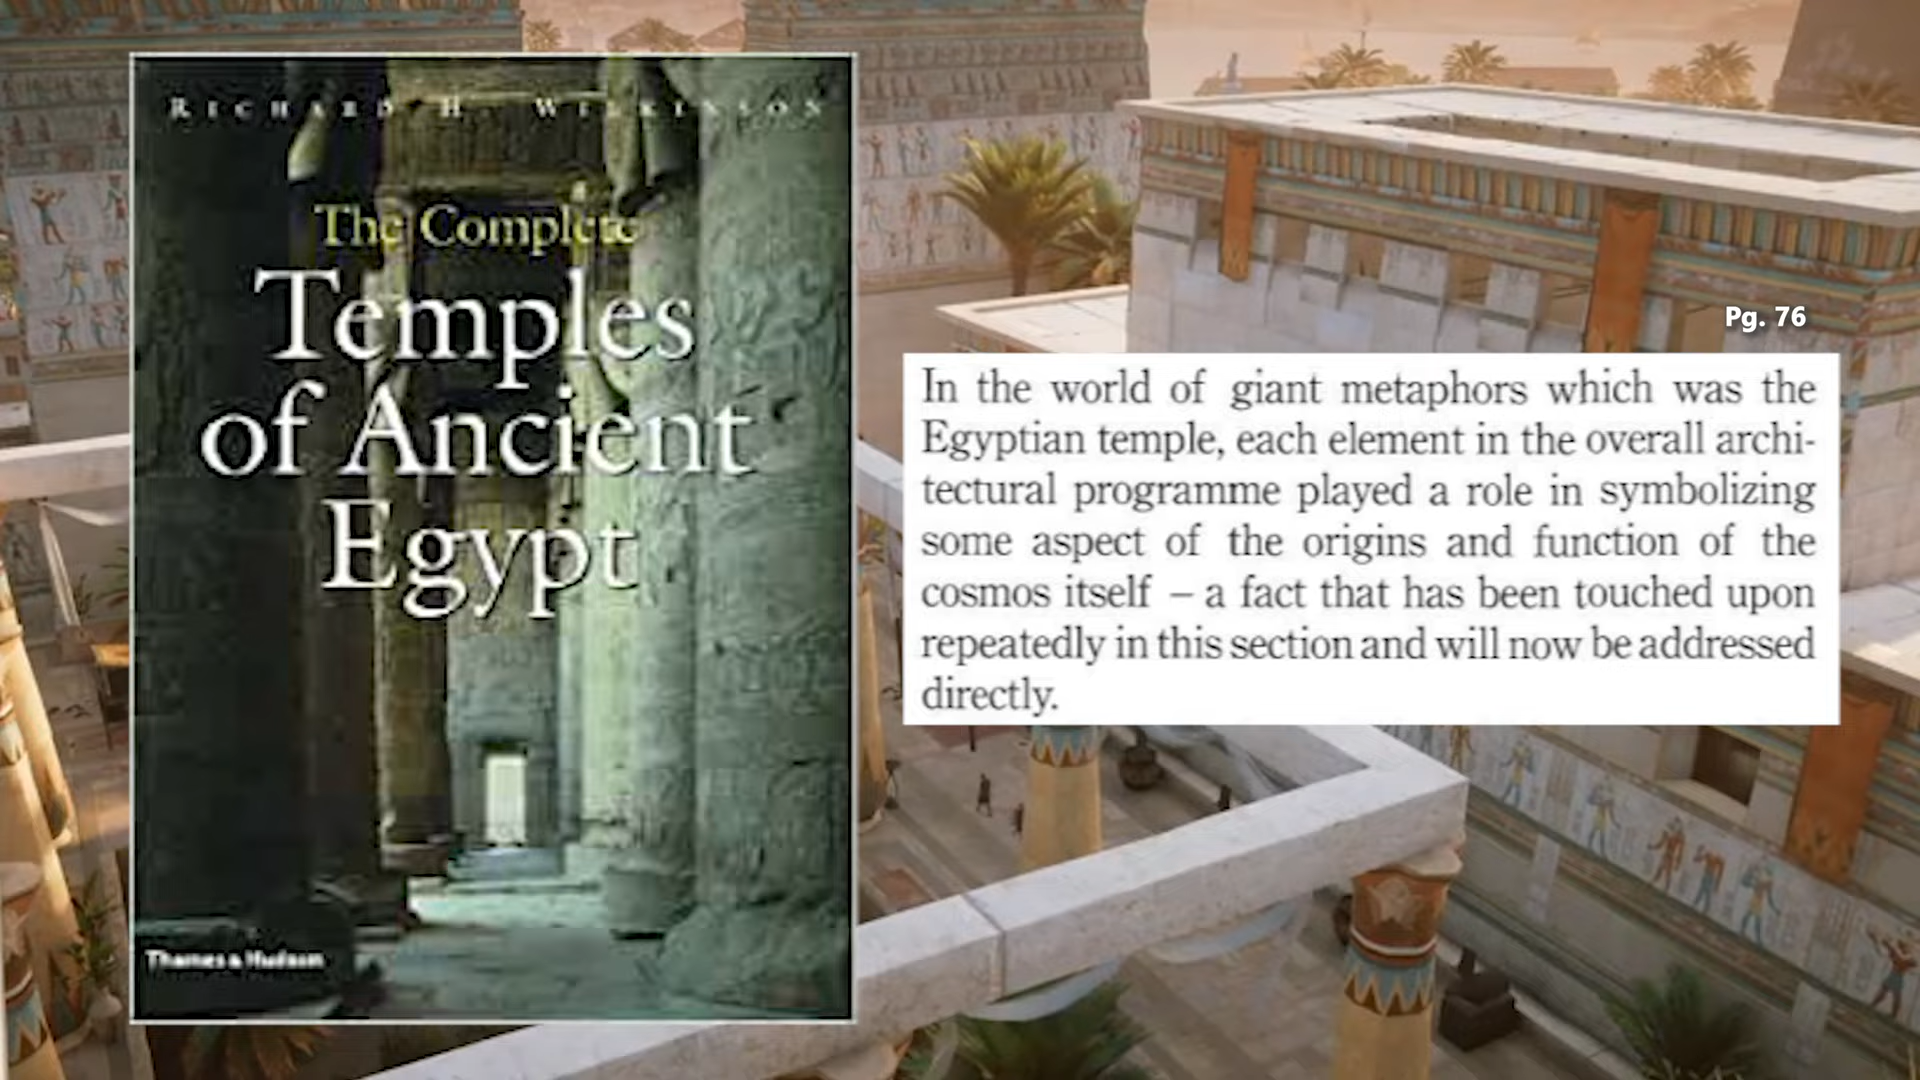 RICHARD H. WILKINSON
The Complete
Temples
of Ancient
Egypt
Thames & Hudson
Pg. 76
In the world of giant metaphors which was the
Egyptian temple, each element in the overall archi-
tectural programme played a role in symbolizing
some aspect of the origins and function of the
cosmos itself – a fact that has been touched upon
repeatedly in this section and will now be addressed
directly.